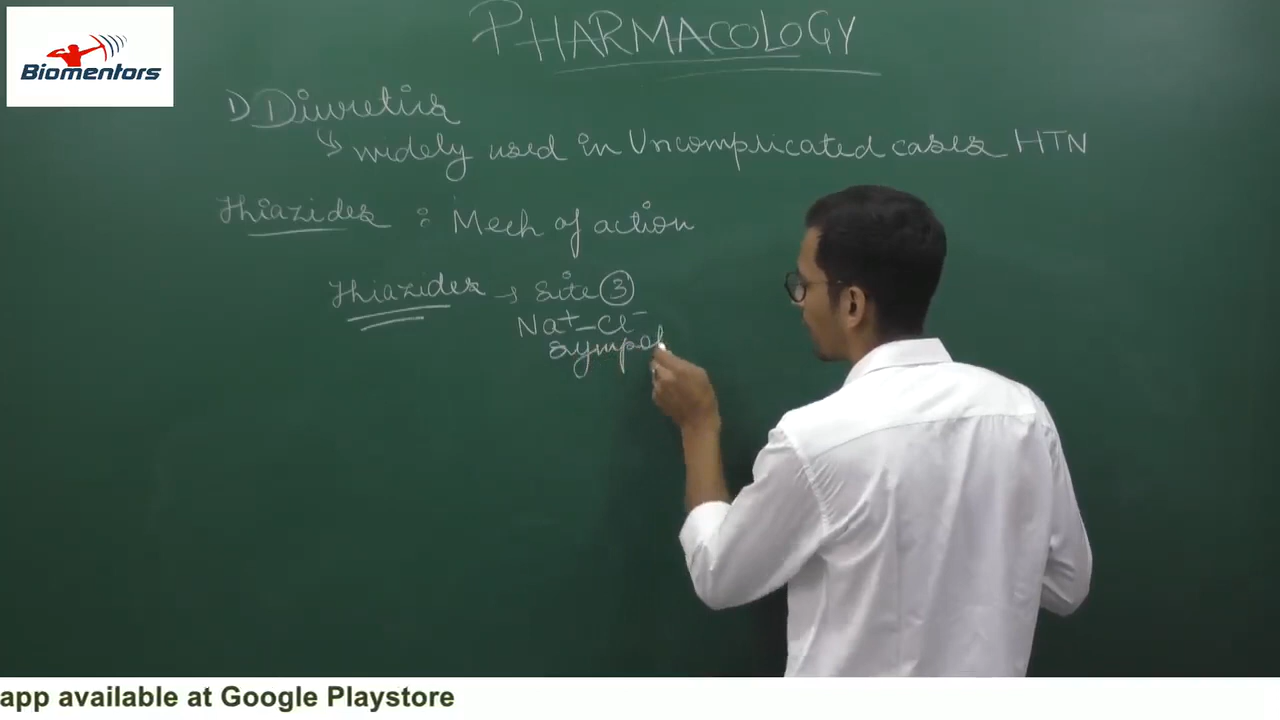 Biomentors
PHARMACOLOGY
1) Diuretics
↳ widely used in Uncomplicated cases HTN
Thiazides : Mech of action
Thiazides → Site ③
Na⁺–Cl⁻
Sympo
app available at Google Playstore